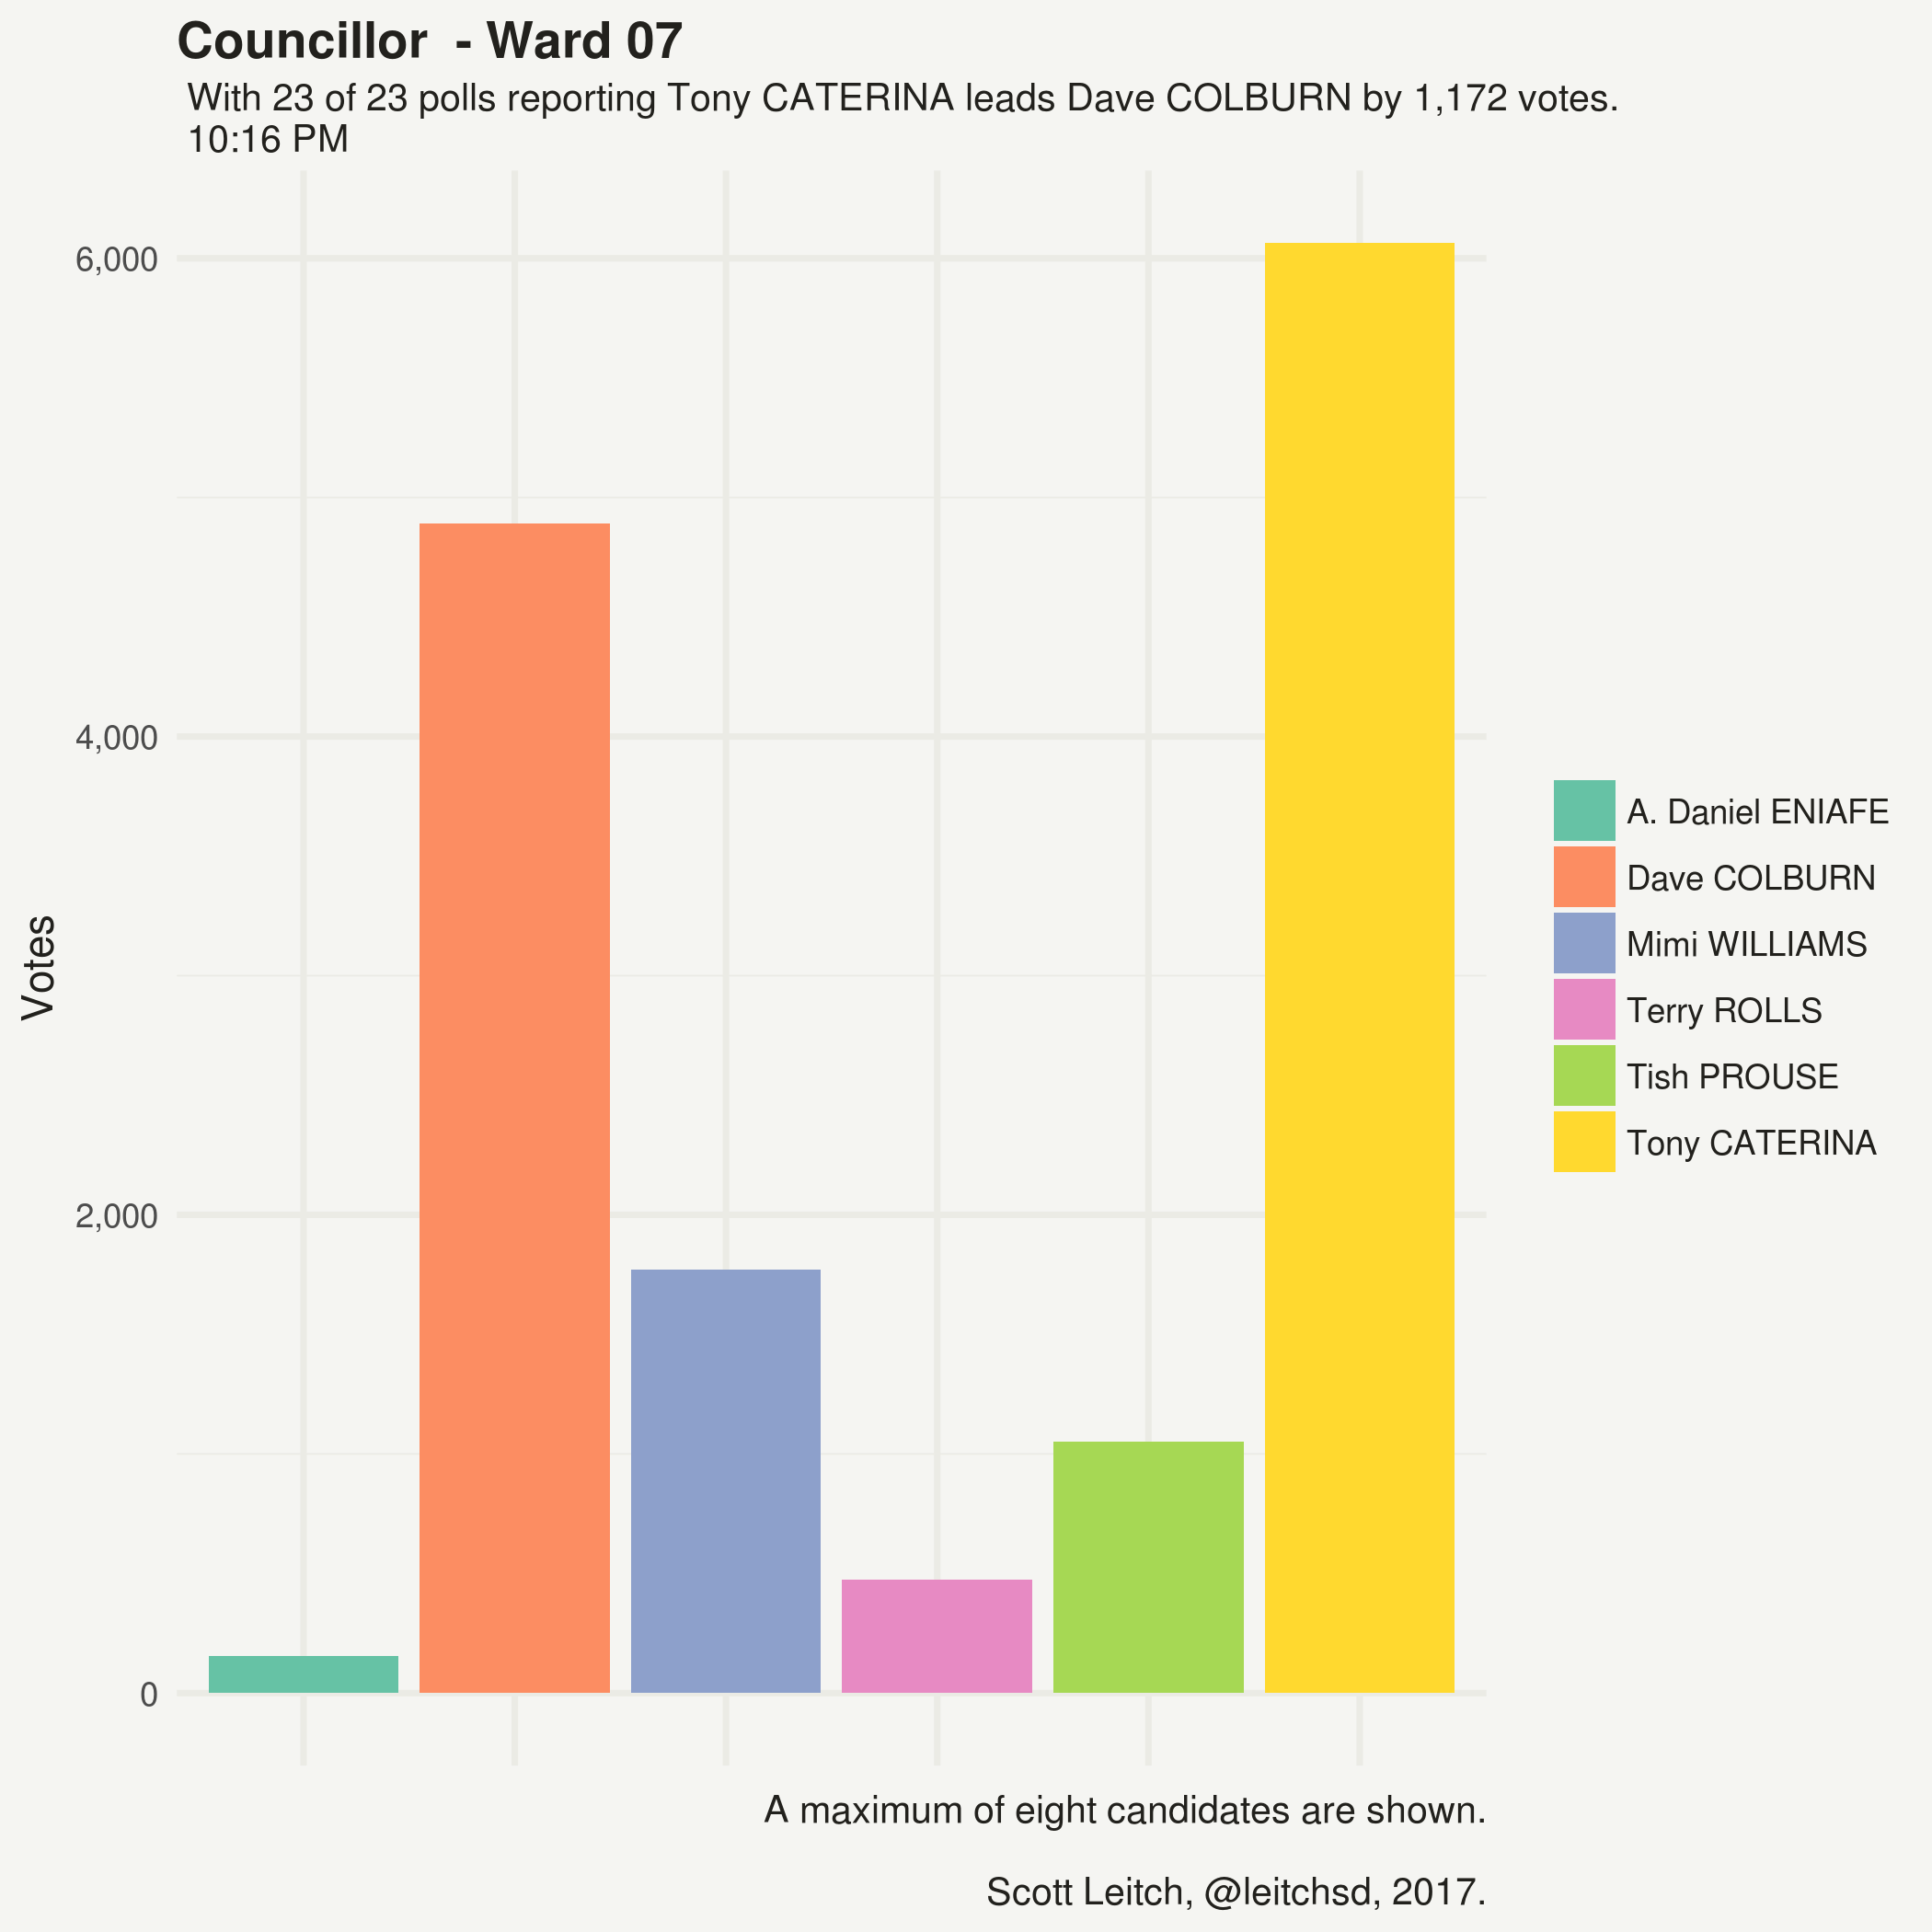 Councillor  - Ward 07
With 23 of 23 polls reporting Tony CATERINA leads Dave COLBURN by 1,172 votes.
10:16 PM
6,000
4,000
2,000
0
Votes
A. Daniel ENIAFE
Dave COLBURN
Mimi WILLIAMS
Terry ROLLS
Tish PROUSE
Tony CATERINA
A maximum of eight candidates are shown.
Scott Leitch, @leitchsd, 2017.